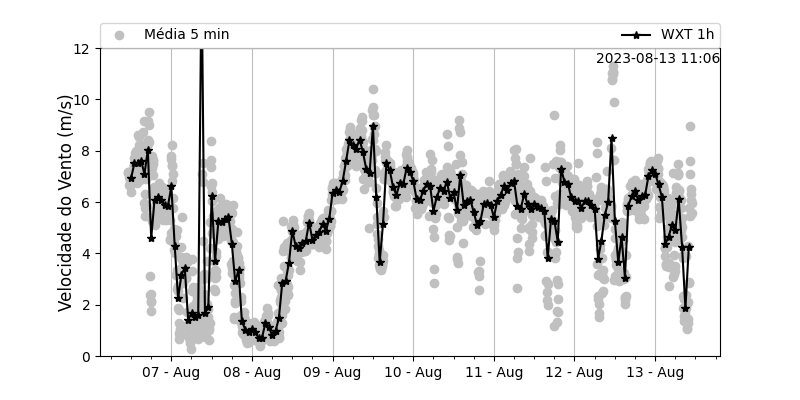 Média 5 min
WXT 1h
2023-08-13 11:06
Velocidade do Vento (m/s)
12
10
8
6
4
2
0
07 - Aug
08 - Aug
09 - Aug
10 - Aug
11 - Aug
12 - Aug
13 - Aug